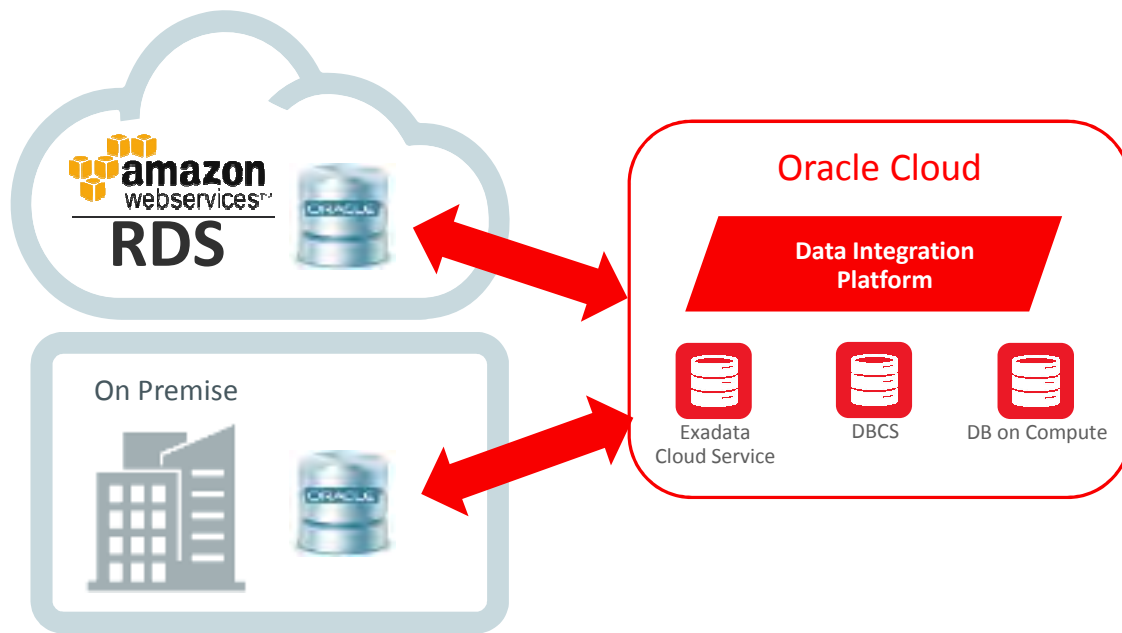 amazon
webservices™
RDS
ORACLE
On Premise
ORACLE
Oracle Cloud
Data Integration
Platform
Exadata
Cloud Service
DBCS
DB on Compute